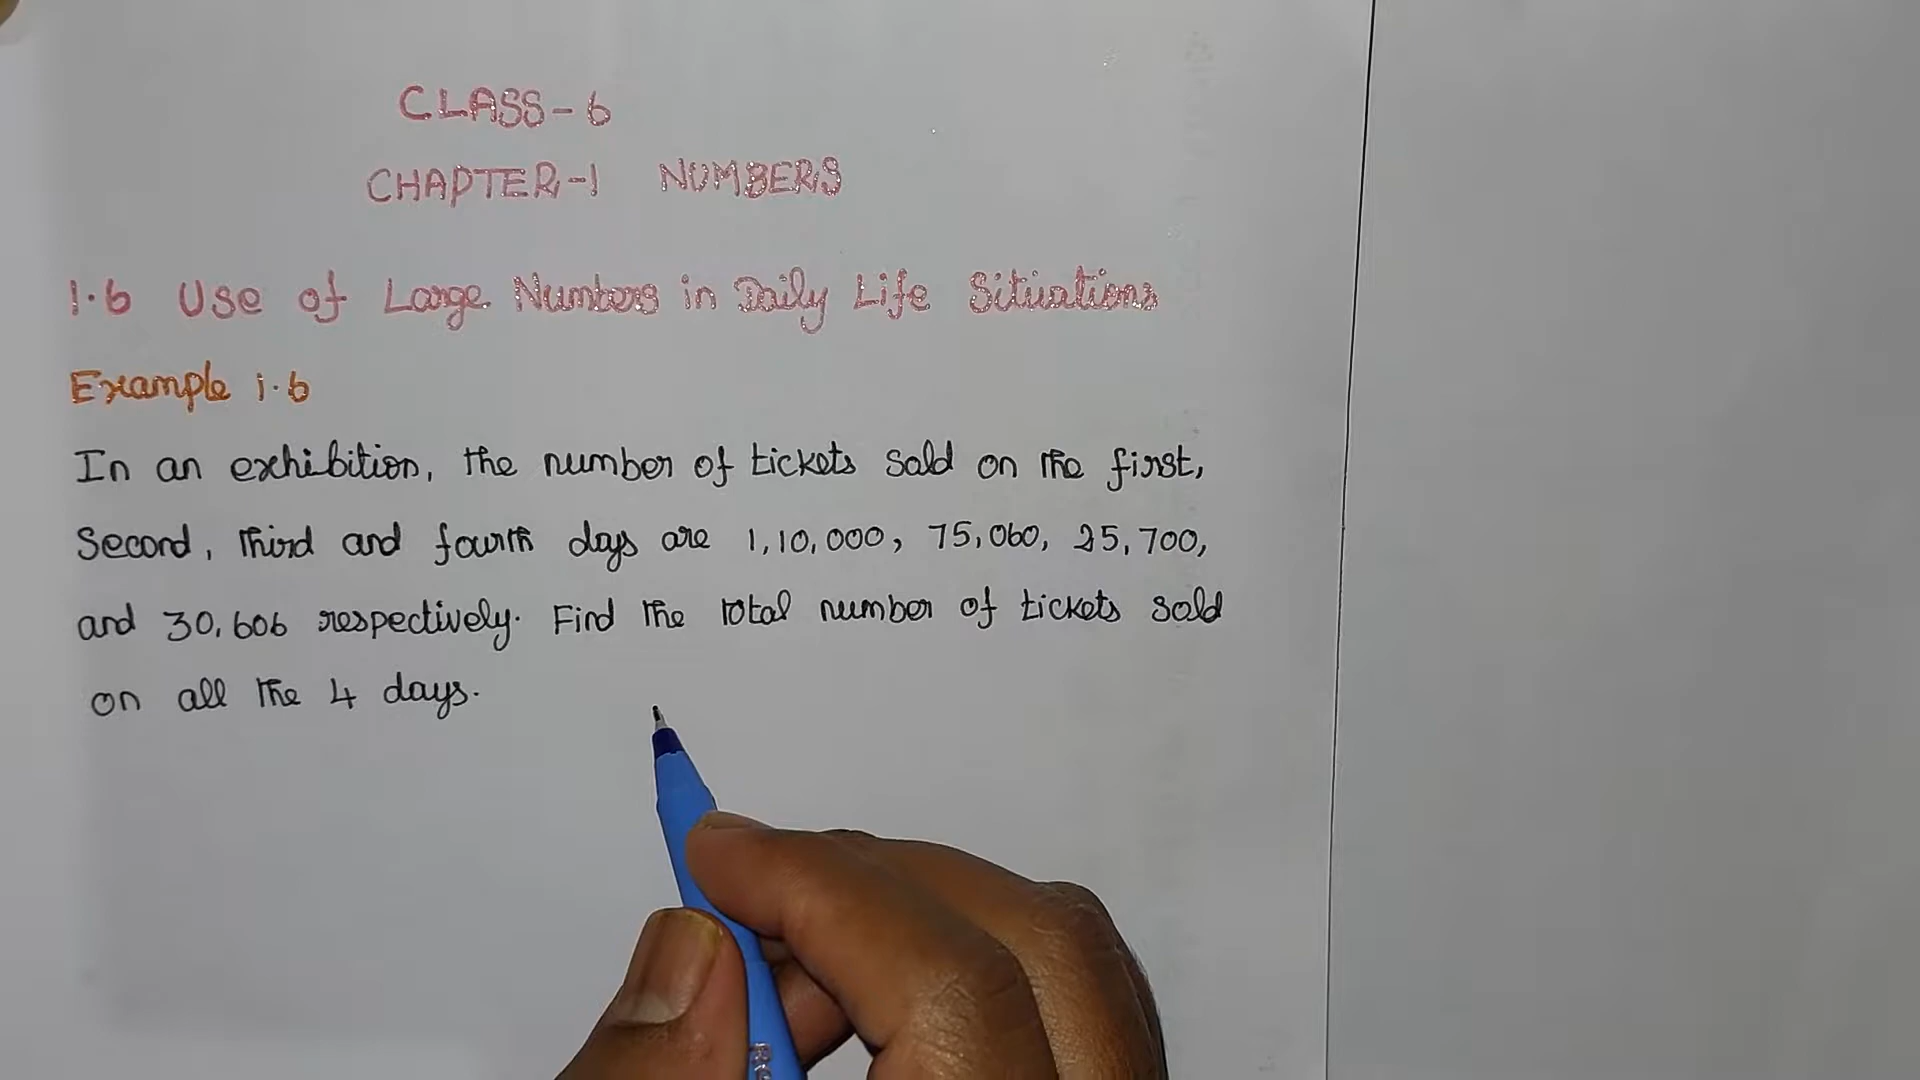 CLASS-6
CHAPTER-1 NUMBERS
1.6 Use of Large Numbers in Daily Life Situations
Example 1.6
In an exhibition, the number of tickets sold on the first,
Second, third and fourth days are 1,10,000, 75,060, 25,700,
and 30,606 respectively. Find the total number of tickets sold
on all the 4 days.